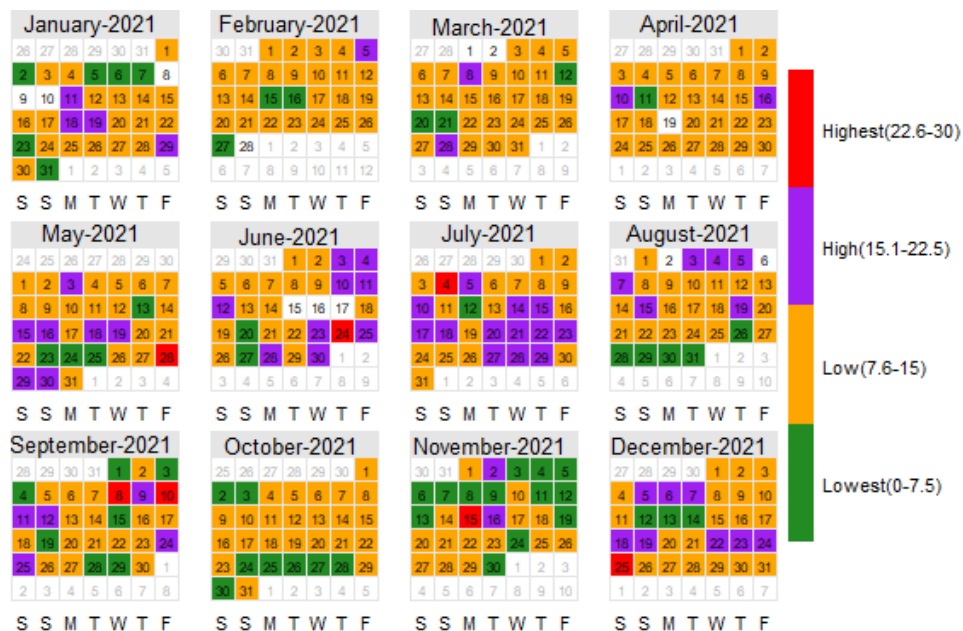 January-2021
26 27 28 29 30 31 1
2 3 4 5 6 7 8
9 10 11 12 13 14 15
16 17 18 19 20 21 22
23 24 25 26 27 28 29
30 31 1 2 3 4 5
S S M T W T F
February-2021
30 31 1 2 3 4 5
6 7 8 9 10 11 12
13 14 15 16 17 18 19
20 21 22 23 24 25 26
27 28 1 2 3 4 5
6 7 8 9 10 11 12
S S M T W T F
March-2021
27 28 1 2 3 4 5
6 7 8 9 10 11 12
13 14 15 16 17 18 19
20 21 22 23 24 25 26
27 28 29 30 31 1 2
3 4 5 6 7 8 9
S S M T W T F
April-2021
27 28 29 30 31 1 2
3 4 5 6 7 8 9
10 11 12 13 14 15 16
17 18 19 20 21 22 23
24 25 26 27 28 29 30
1 2 3 4 5 6 7
S S M T W T F
May-2021
24 25 26 27 28 29 30
1 2 3 4 5 6 7
8 9 10 11 12 13 14
15 16 17 18 19 20 21
22 23 24 25 26 27 28
29 30 31 1 2 3 4
S S M T W T F
June-2021
29 30 31 1 2 3 4
5 6 7 8 9 10 11
12 13 14 15 16 17 18
19 20 21 22 23 24 25
26 27 28 29 30 1 2
3 4 5 6 7 8 9
S S M T W T F
July-2021
26 27 28 29 30 1 2
3 4 5 6 7 8 9
10 11 12 13 14 15 16
17 18 19 20 21 22 23
24 25 26 27 28 29 30
31 1 2 3 4 5 6
S S M T W T F
August-2021
31 1 2 3 4 5 6
7 8 9 10 11 12 13
14 15 16 17 18 19 20
21 22 23 24 25 26 27
28 29 30 31 1 2 3
4 5 6 7 8 9 10
S S M T W T F
September-2021
28 29 30 31 1 2 3
4 5 6 7 8 9 10
11 12 13 14 15 16 17
18 19 20 21 22 23 24
25 26 27 28 29 30 1
2 3 4 5 6 7 8
S S M T W T F
October-2021
25 26 27 28 29 30 1
2 3 4 5 6 7 8
9 10 11 12 13 14 15
16 17 18 19 20 21 22
23 24 25 26 27 28 29
30 31 1 2 3 4 5
S S M T W T F
November-2021
30 31 1 2 3 4 5
6 7 8 9 10 11 12
13 14 15 16 17 18 19
20 21 22 23 24 25 26
27 28 29 30 1 2 3
4 5 6 7 8 9 10
S S M T W T F
December-2021
27 28 29 30 1 2 3
4 5 6 7 8 9 10
11 12 13 14 15 16 17
18 19 20 21 22 23 24
25 26 27 28 29 30 31
1 2 3 4 5 6 7
S S M T W T F
Highest(22.6-30)
High(15.1-22.5)
Low(7.6-15)
Lowest(0-7.5)